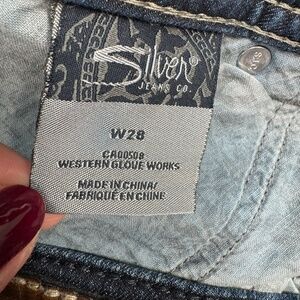 Silver
JEANS CO.
W28
CA00508
WESTERN GLOVE WORKS
MADE IN CHINA/
FABRIQUÉ EN CHINE